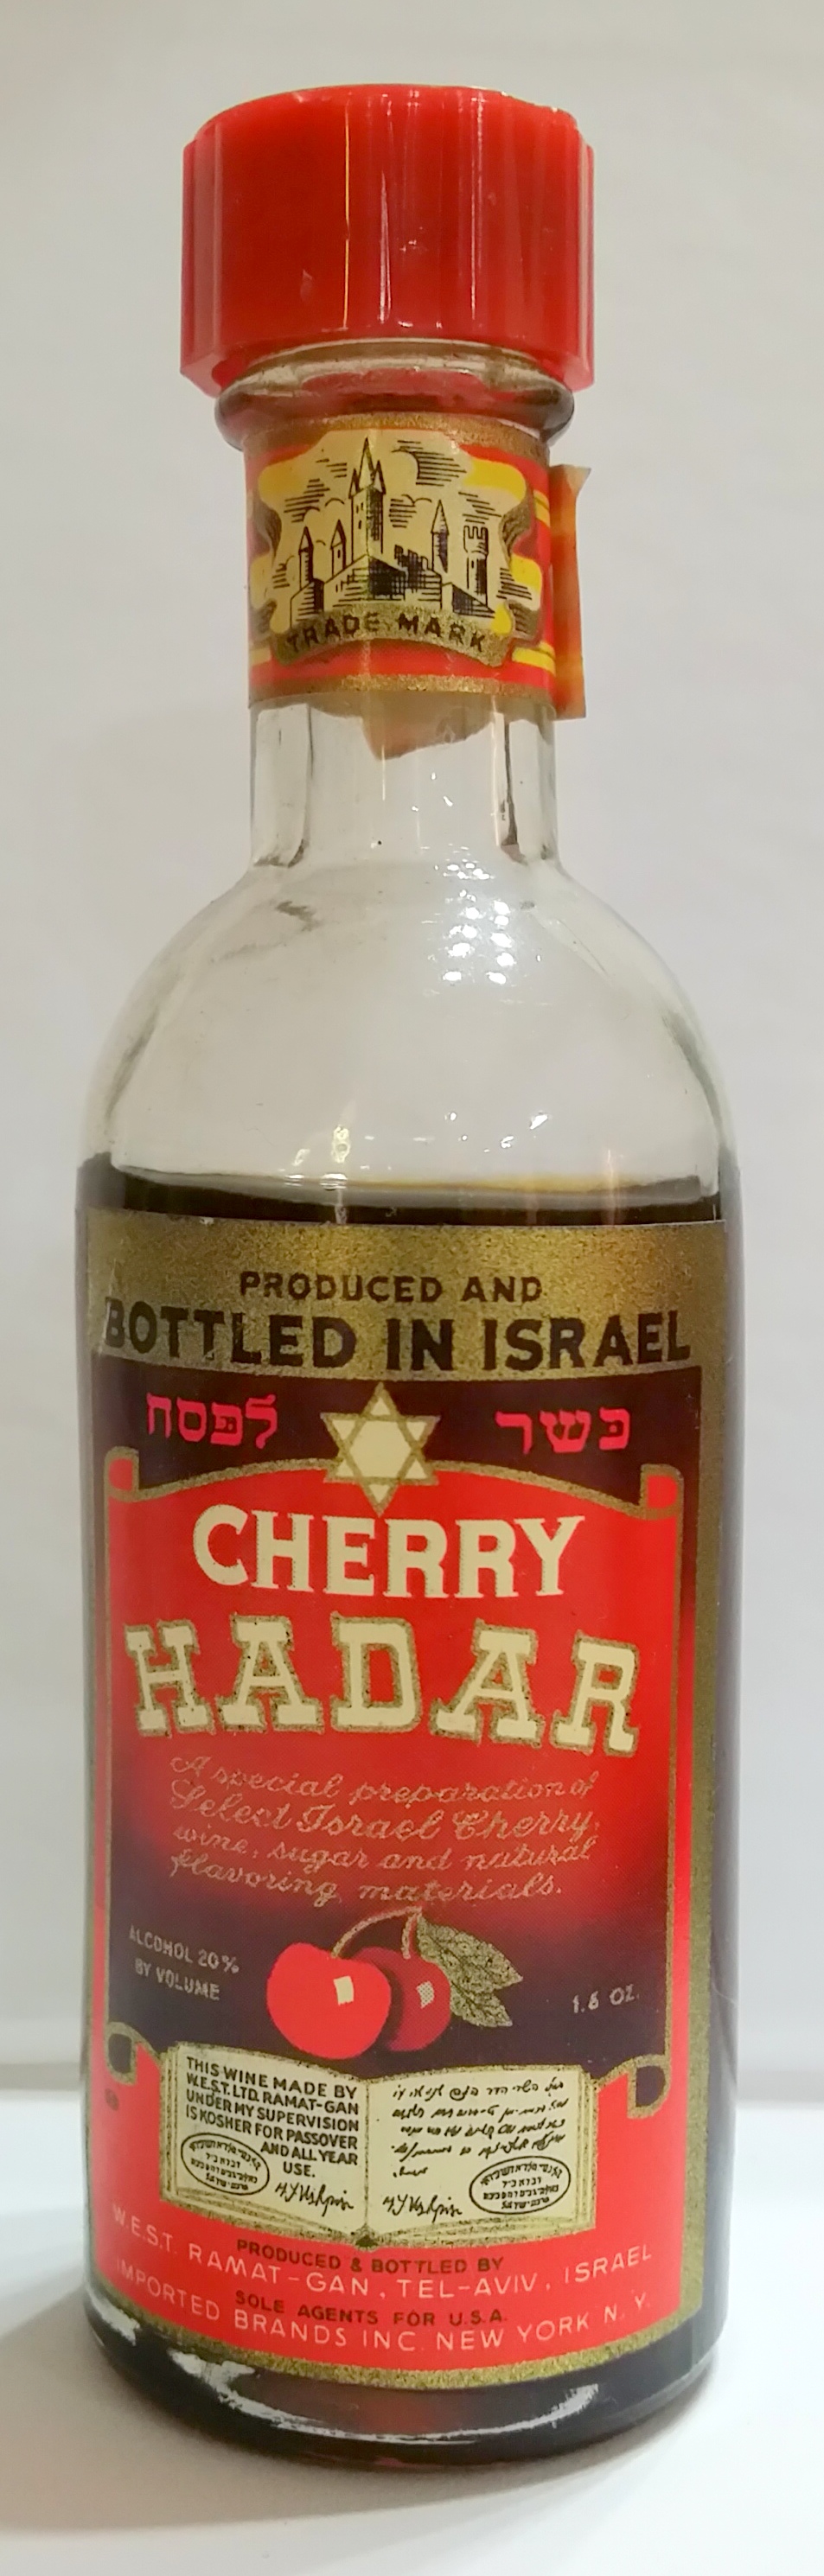 TRADE MARK
PRODUCED AND
BOTTLED IN ISRAEL
כשר לפסח
CHERRY
HADAR
A special preparation of
Select Israel Cherry,
wine, sugar and natural
flavoring materials.
ALCOHOL 20%
BY VOLUME
1.6 OZ.
THIS WINE MADE BY
W.E.S.T. LTD. RAMAT-GAN
UNDER MY SUPERVISION
IS KOSHER FOR PASSOVER
AND ALL YEAR
USE.
PRODUCED & BOTTLED BY
W.E.S.T. RAMAT-GAN, TEL-AVIV, ISRAEL
SOLE AGENTS FOR U.S.A.
IMPORTED BRANDS INC. NEW YORK N.Y.